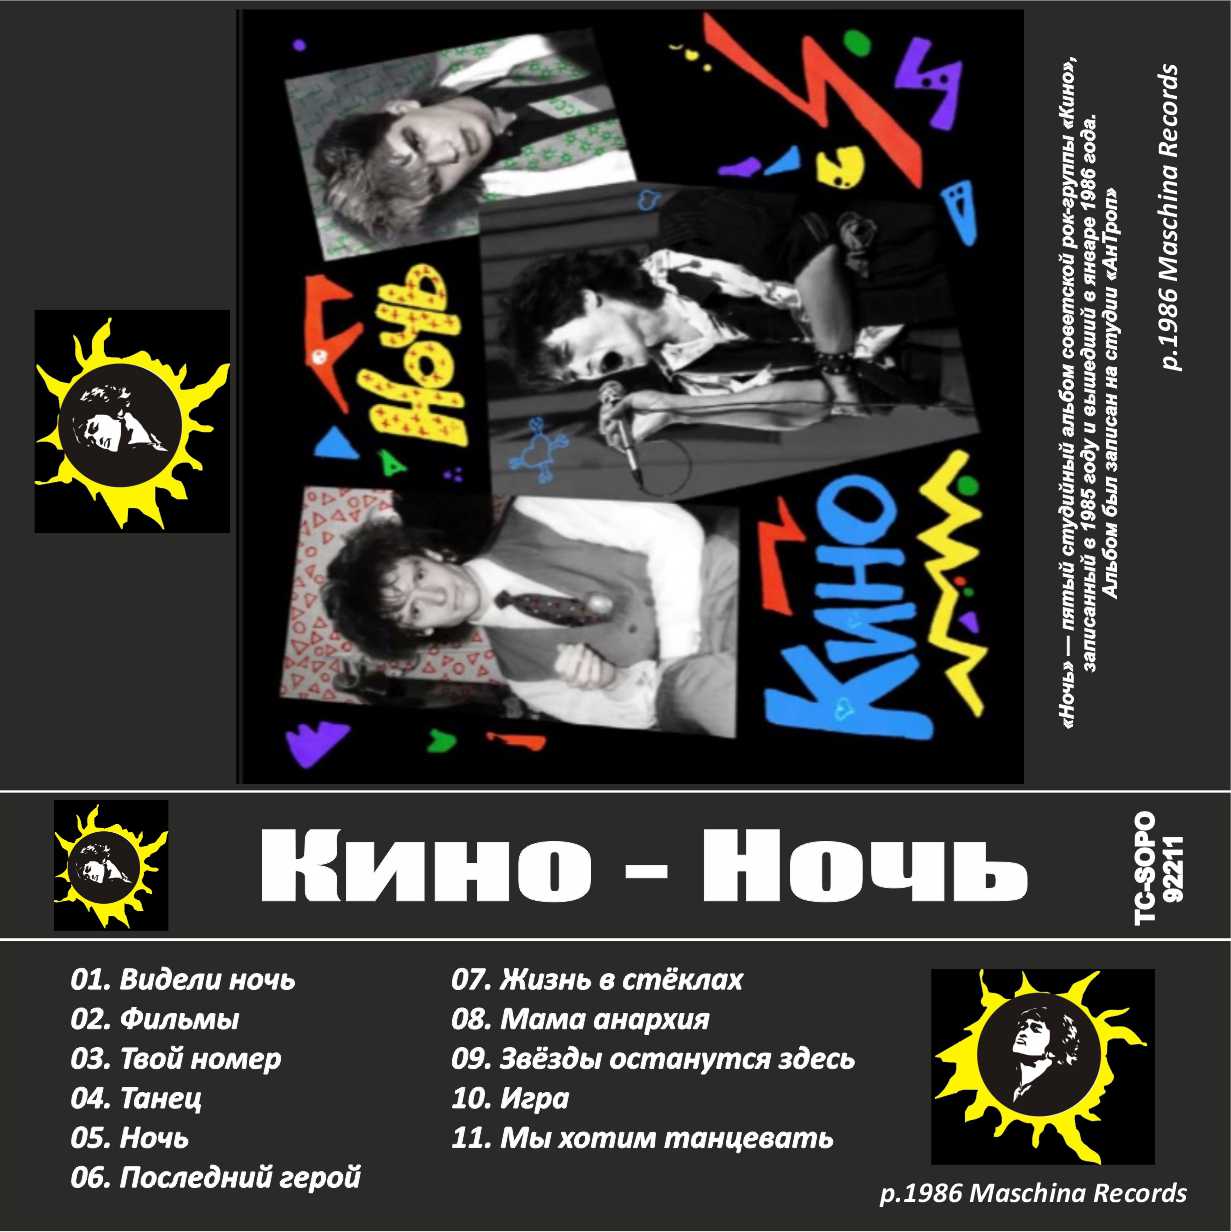 Ночь
Кино
«Ночь» — пятый студийный альбом советской рок-группы «Кино»,
записанный в 1985 году и вышедший в январе 1986 года.
Альбом был записан на студии «АнТроп»
p.1986 Maschina Records
Кино - Ночь
TC-SOPO
92211
01. Видели ночь
02. Фильмы
03. Твой номер
04. Танец
05. Ночь
06. Последний герой
07. Жизнь в стёклах
08. Мама анархия
09. Звёзды останутся здесь
10. Игра
11. Мы хотим танцевать
p.1986 Maschina Records